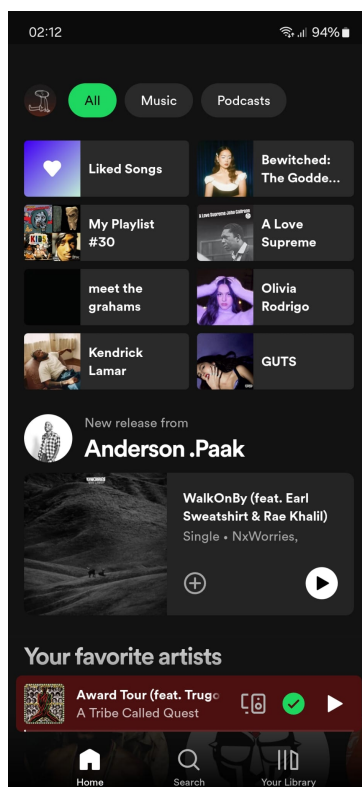 02:12
94%
All
Music
Podcasts
Liked Songs
Bewitched:
The Godde...
My Playlist
#30
A Love
Supreme
meet the
grahams
Olivia
Rodrigo
Kendrick
Lamar
GUTS
New release from
Anderson .Paak
WalkOnBy (feat. Earl
Sweatshirt & Rae Khalil)
Single • NxWorries,
Your favorite artists
Award Tour (feat. Trugo
A Tribe Called Quest
Home
Search
Your Library